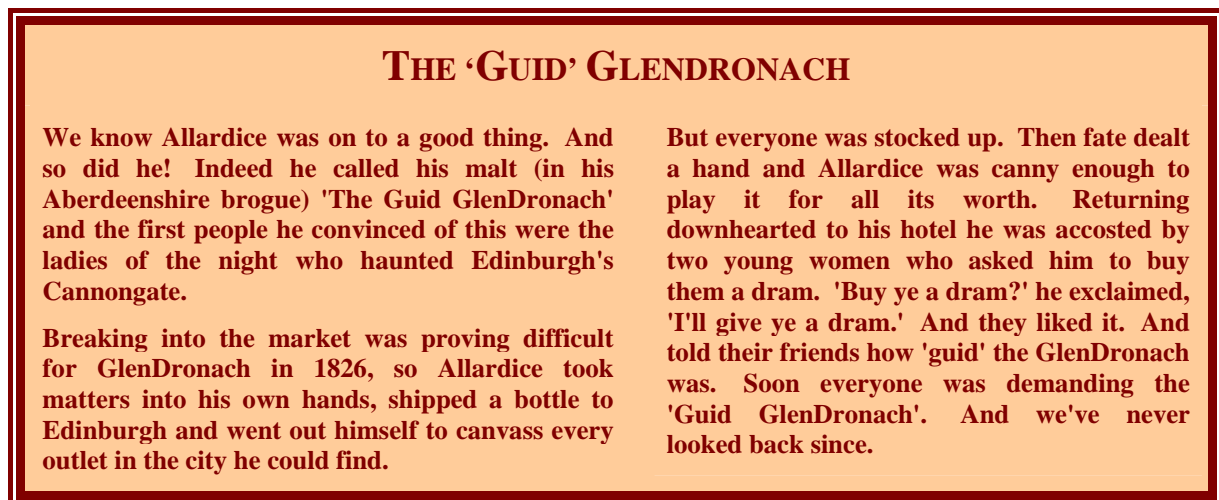 THE ‘GUID’ GLENDRONACH
We know Allardice was on to a good thing. And
so did he! Indeed he called his malt (in his
Aberdeenshire brogue) 'The Guid GlenDronach'
and the first people he convinced of this were the
ladies of the night who haunted Edinburgh's
Cannongate.
Breaking into the market was proving difficult
for GlenDronach in 1826, so Allardice took
matters into his own hands, shipped a bottle to
Edinburgh and went out himself to canvass every
outlet in the city he could find.
But everyone was stocked up. Then fate dealt
a hand and Allardice was canny enough to
play it for all its worth. Returning
downhearted to his hotel he was accosted by
two young women who asked him to buy
them a dram. 'Buy ye a dram?' he exclaimed,
'I'll give ye a dram.' And they liked it. And
told their friends how 'guid' the GlenDronach
was. Soon everyone was demanding the
'Guid GlenDronach'. And we've never
looked back since.